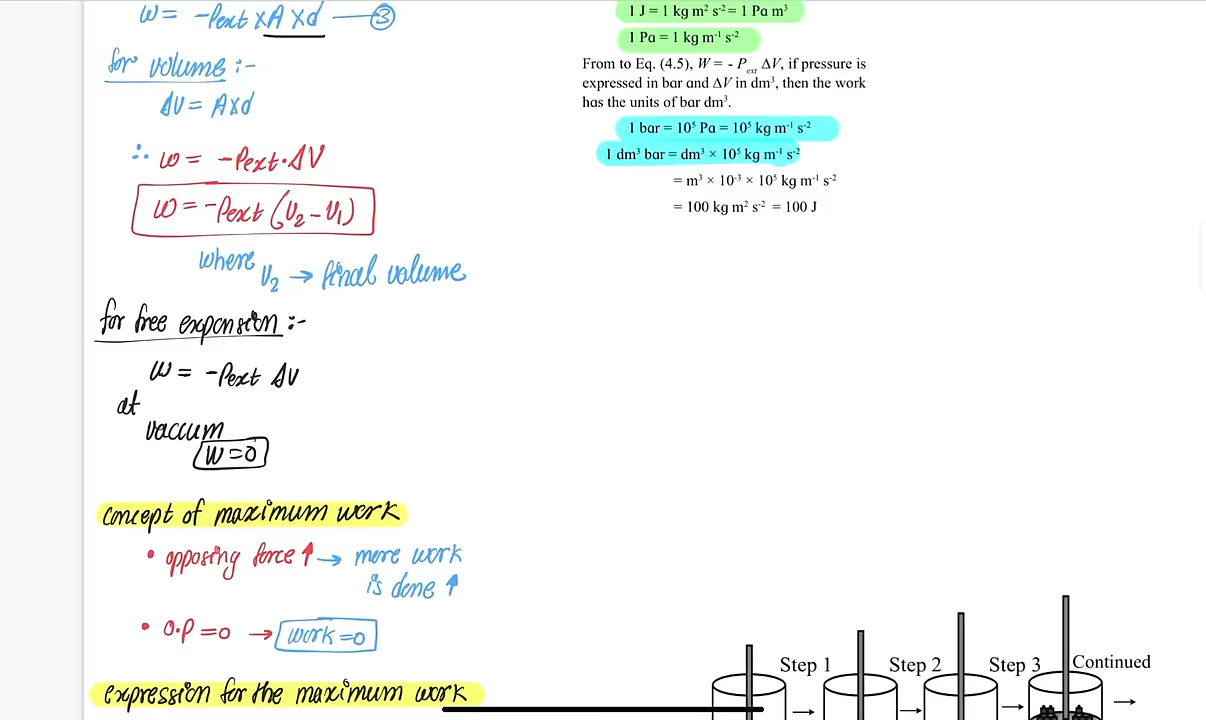 W = -Pext × A × d — ③
for volume :-
ΔV = A×d
∴ W = -Pext·ΔV
W = -Pext (V₂ - V₁)
where V₂ → final volume
for free expansion :-
W = -Pext ΔV
at
vaccum
W = 0
concept of maximum work
• opposing force ↑ → more work
is done ↑
• O.P = 0 → work = 0
expression for the maximum work
1 J = 1 kg m² s⁻² = 1 Pa m³
1 Pa = 1 kg m⁻¹ s⁻²
From to Eq. (4.5), W = - Pext ΔV, if pressure is
expressed in bar and ΔV in dm³, then the work
has the units of bar dm³.
1 bar = 10⁵ Pa = 10⁵ kg m⁻¹ s⁻²
1 dm³ bar = dm³ × 10⁵ kg m⁻¹ s⁻²
= m³ × 10⁻³ × 10⁵ kg m⁻¹ s⁻²
= 100 kg m² s⁻² = 100 J
Step 1 Step 2 Step 3 Continued